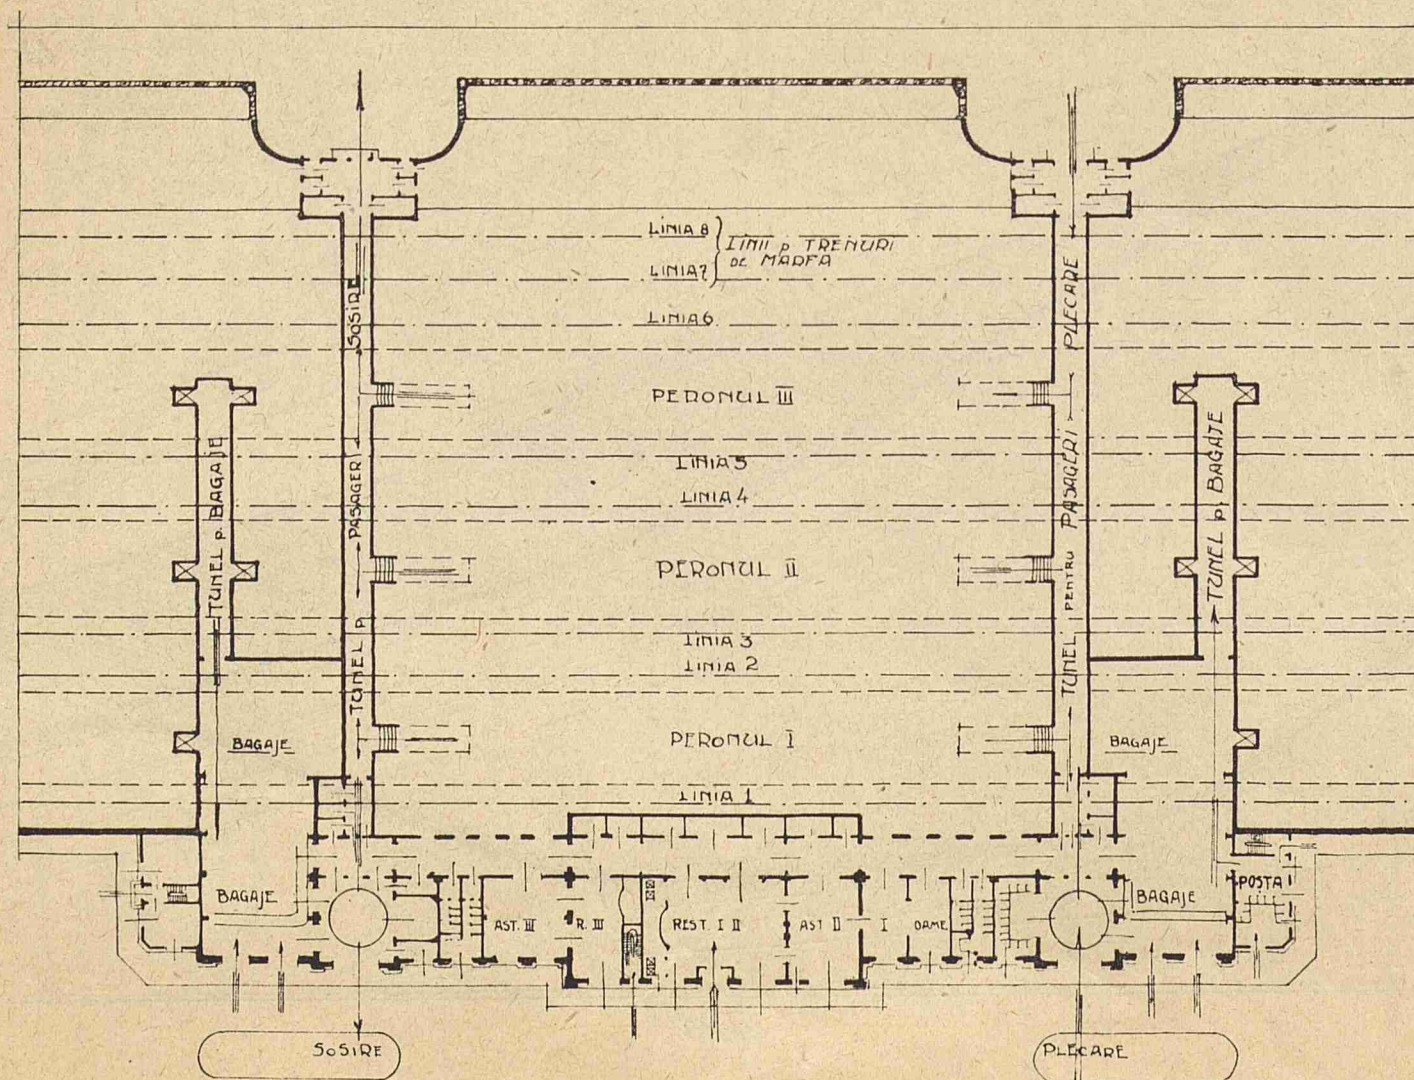 LINIA 8
LINII p TRENURI
DE MARFA
LINIA 7
LINIA 6
PERONUL III
LINIA 5
LINIA 4
PERONUL II
LINIA 3
LINIA 2
PERONUL I
LINIA 1
TUNEL p. BAGAJE
TUNEL p. PASAGERI SOSIRE
TUNEL PENTRU PASAGERI PLECARE
TUNEL p. BAGAJE
BAGAJE
BAGAJE
BAGAJE
AST. III
R. III
REST. I II
AST II
I
DAME
BAGAJE
POSTA
SOSIRE
PLECARE